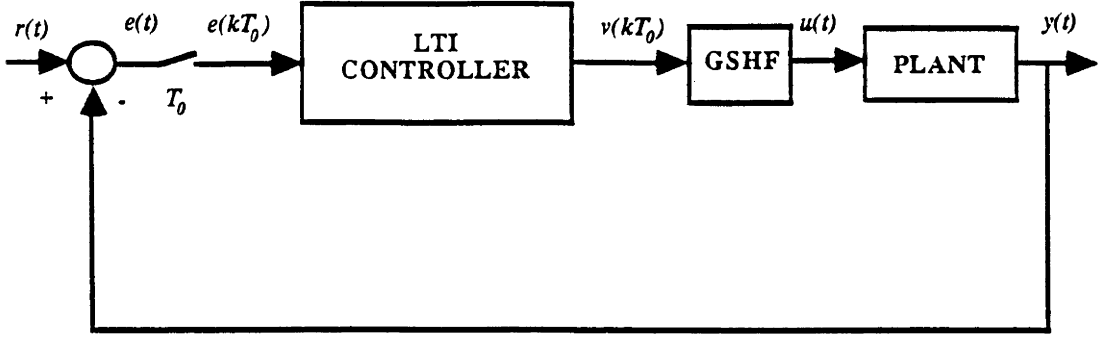 r(t)
e(t)
e(kT₀)
LTI
CONTROLLER
v(kT₀)
GSHF
u(t)
PLANT
y(t)
+
-
T₀